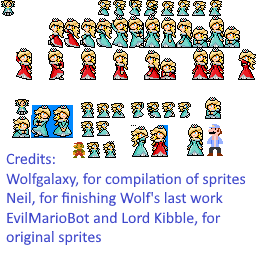 Credits:
Wolfgalaxy, for compilation of sprites
Neil, for finishing Wolf's last work
EvilMarioBot and Lord Kibble, for
original sprites